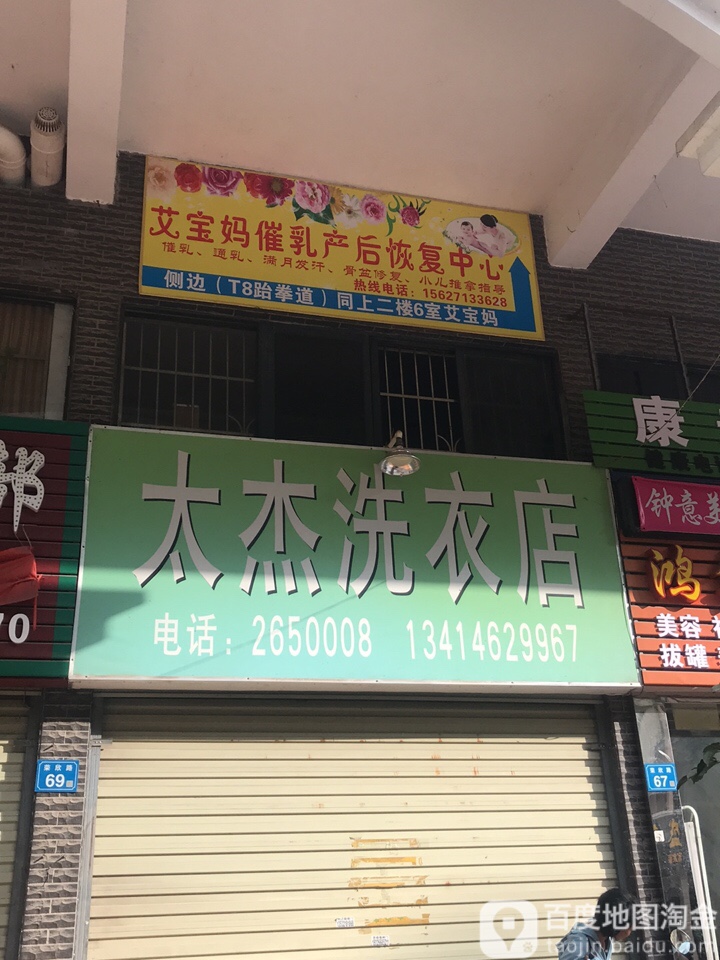 艾宝妈催乳产后恢复中心
催乳、通乳、满月发汗、骨盆修复、小儿推拿指导
热线电话：15627133628
侧边（T8跆拳道）同上二楼6室艾宝妈
康
钟意美
太杰洗衣店
电话：2650008 13414629967
70
鸿
美容
拔罐
69
67
百度地图淘金
taojin.baidu.com